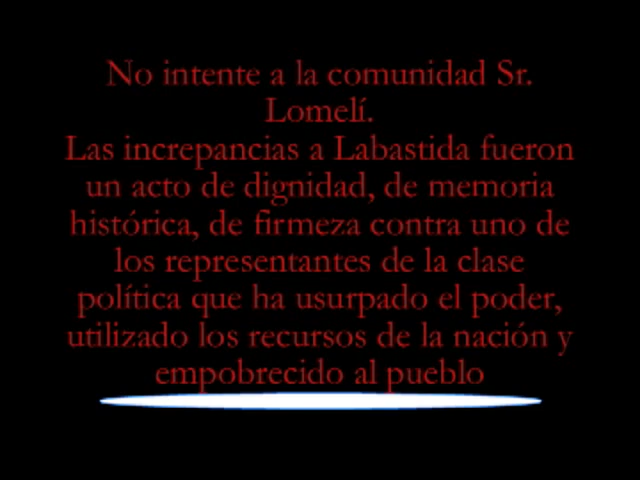 No intente a la comunidad Sr.
Lomelí.
Las increpancias a Labastida fueron
un acto de dignidad, de memoria
histórica, de firmeza contra uno de
los representantes de la clase
política que ha usurpado el poder,
utilizado los recursos de la nación y
empobrecido al pueblo